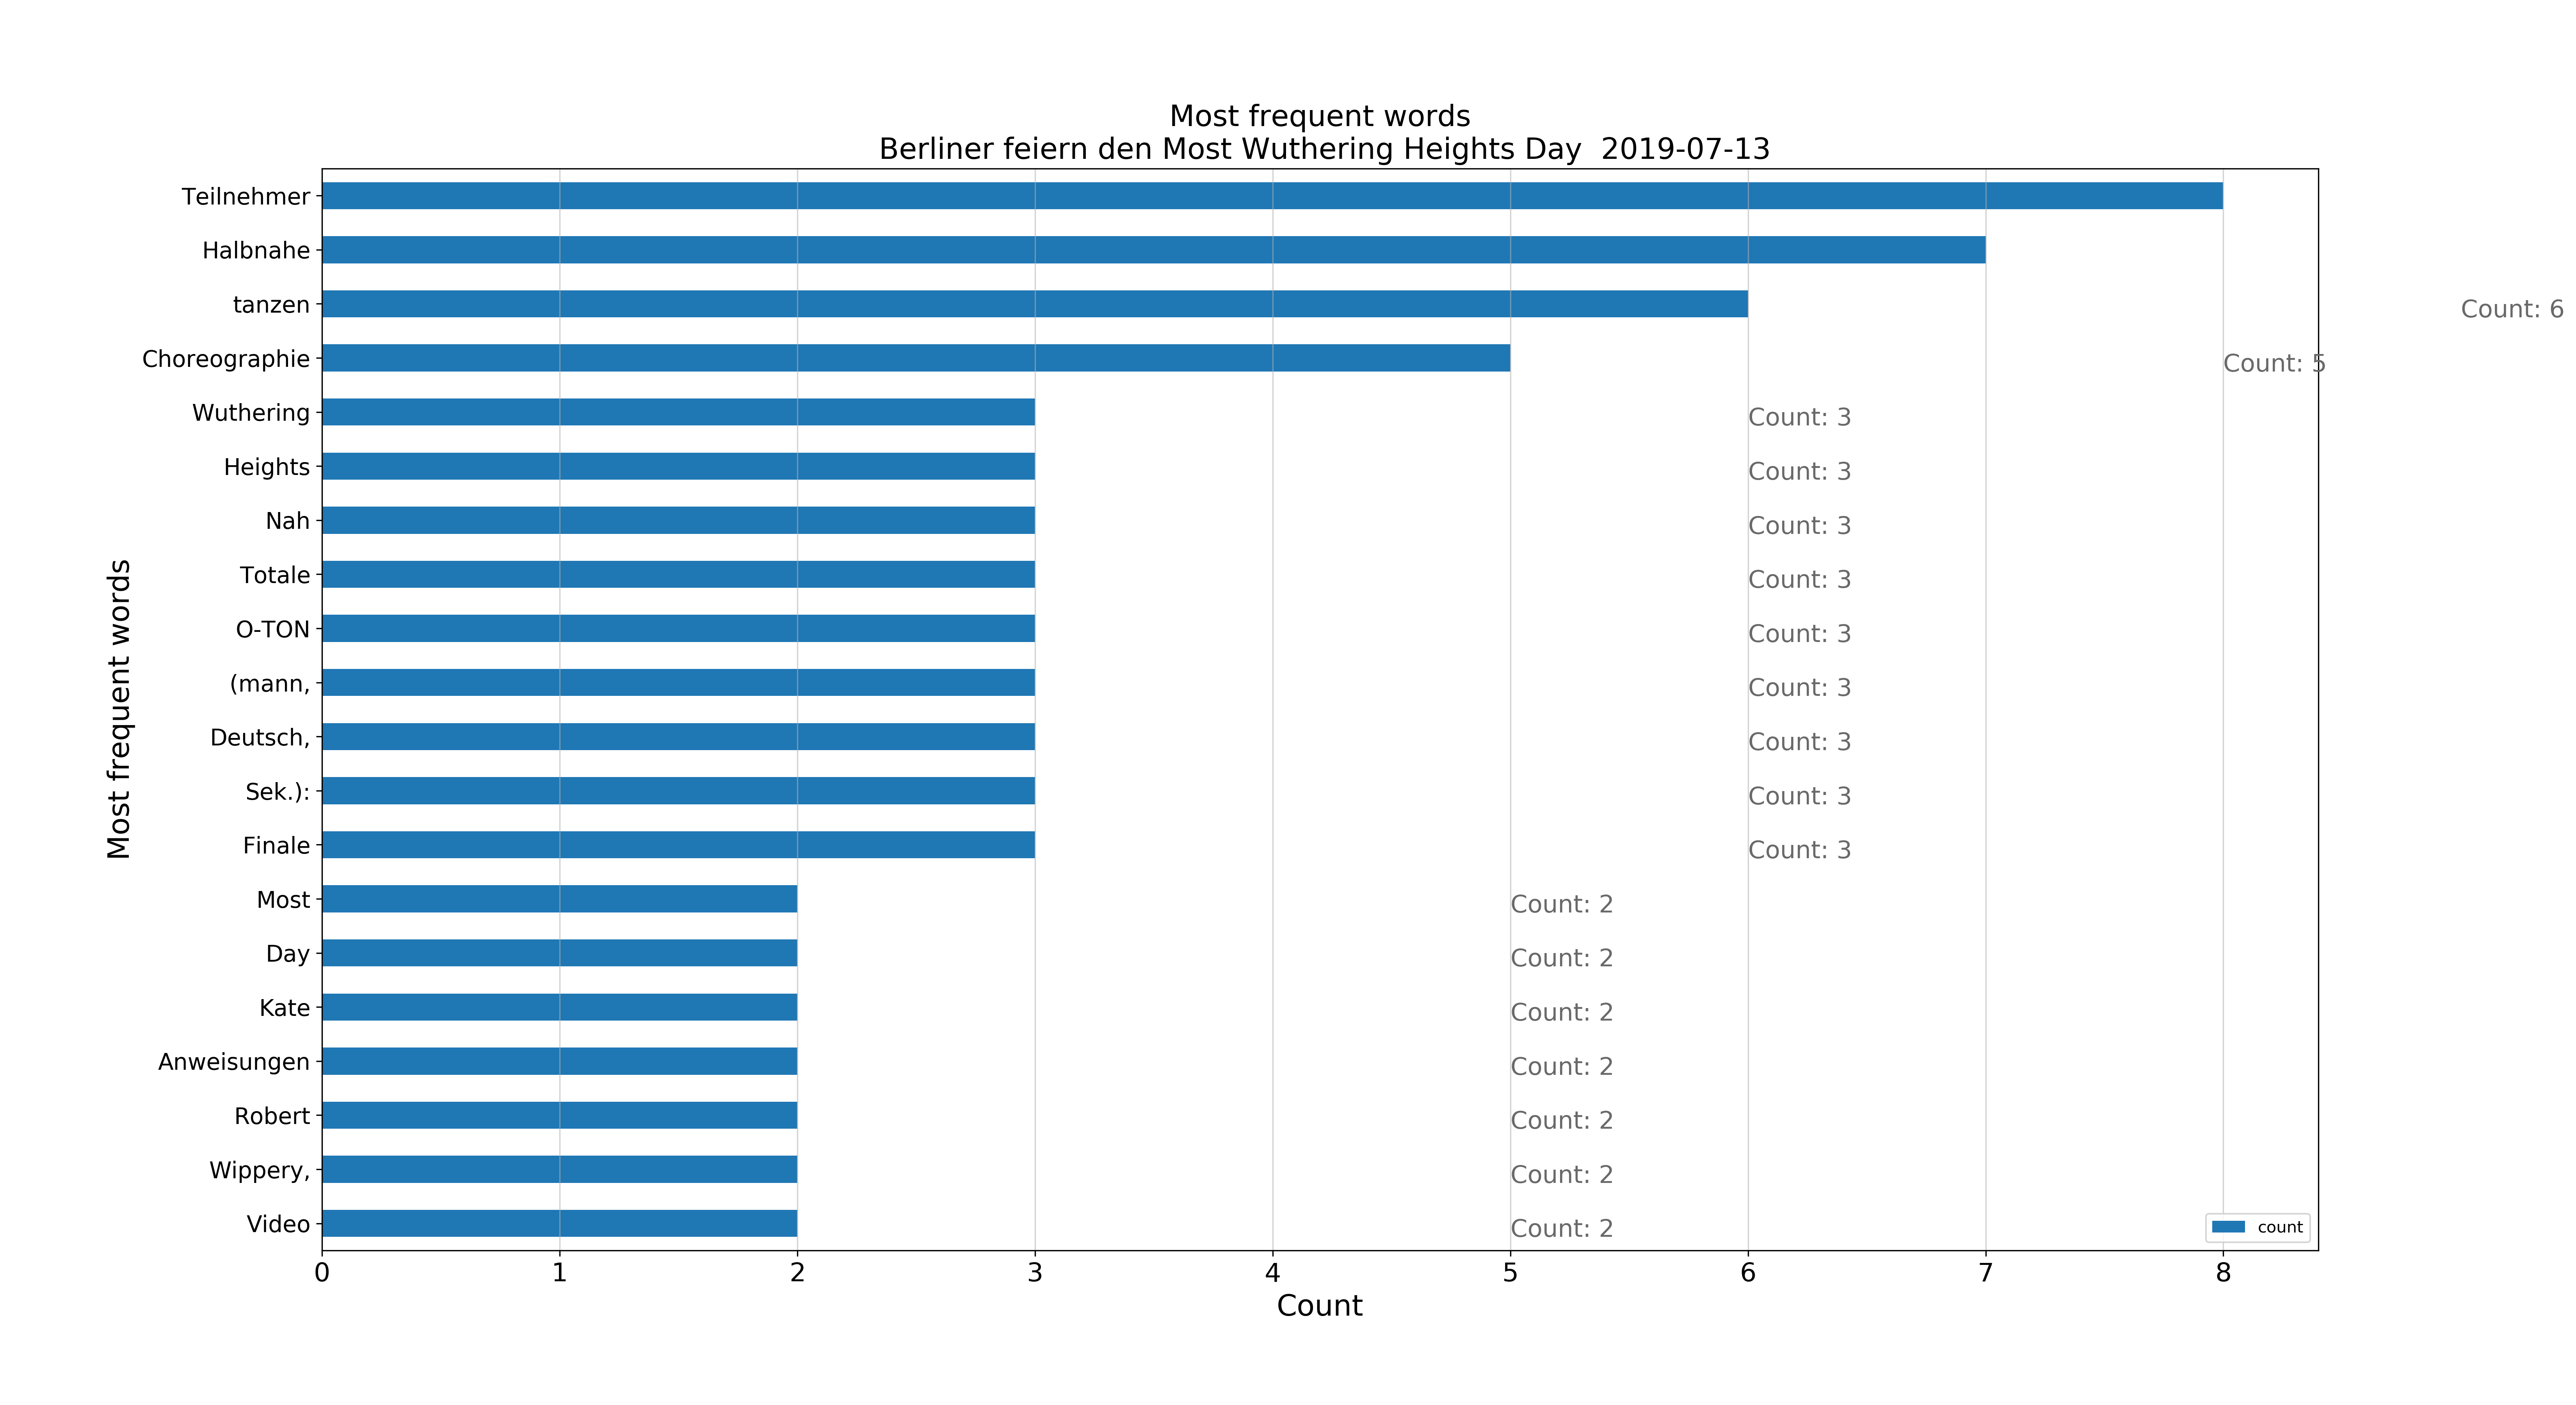 Most frequent words
Berliner feiern den Most Wuthering Heights Day  2019-07-13
Most frequent words
Teilnehmer
Halbnahe
tanzen Count: 6
Choreographie Count: 5
Wuthering Count: 3
Heights Count: 3
Nah Count: 3
Totale Count: 3
O-TON Count: 3
(mann, Count: 3
Deutsch, Count: 3
Sek.): Count: 3
Finale Count: 3
Most Count: 2
Day Count: 2
Kate Count: 2
Anweisungen Count: 2
Robert Count: 2
Wippery, Count: 2
Video Count: 2
count
0 1 2 3 4 5 6 7 8
Count